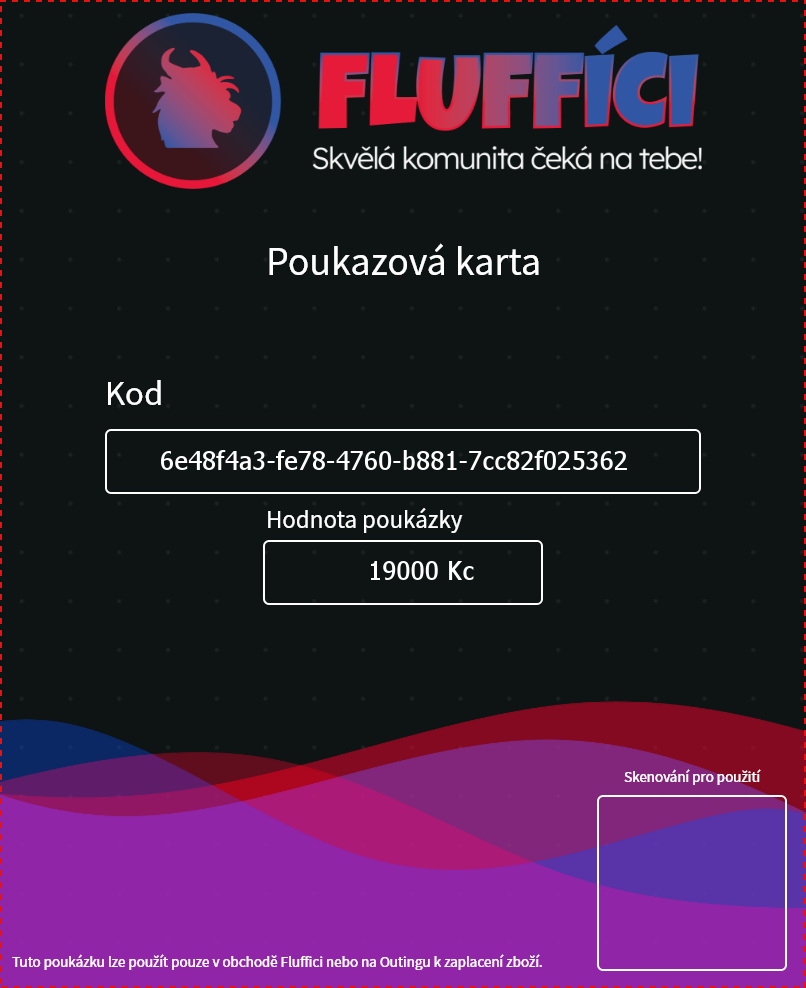 FLUFFÍCI
Skvělá komunita čeká na tebe!
Poukazová karta
Kod
6e48f4a3-fe78-4760-b881-7cc82f025362
Hodnota poukázky
19000 Kc
Skenování pro použití
Tuto poukázku lze použít pouze v obchodě Fluffici nebo na Outingu k zaplacení zboží.